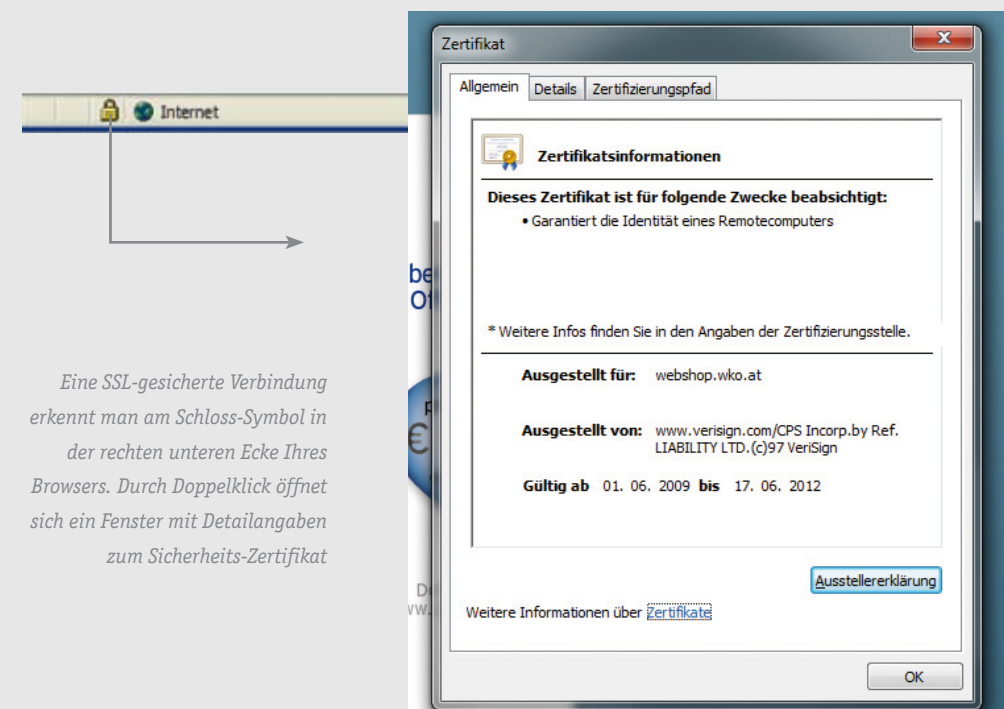 Internet
Eine SSL-gesicherte Verbindung
erkennt man am Schloss-Symbol in
der rechten unteren Ecke Ihres
Browsers. Durch Doppelklick öffnet
sich ein Fenster mit Detailangaben
zum Sicherheits-Zertifikat
Zertifikat
Allgemein Details Zertifizierungspfad
Zertifikatsinformationen
Dieses Zertifikat ist für folgende Zwecke beabsichtigt:
• Garantiert die Identität eines Remotecomputers
* Weitere Infos finden Sie in den Angaben der Zertifizierungsstelle.
Ausgestellt für: webshop.wko.at
Ausgestellt von: www.verisign.com/CPS Incorp.by Ref.
LIABILITY LTD.(c)97 VeriSign
Gültig ab 01. 06. 2009 bis 17. 06. 2012
Ausstellererklärung
Weitere Informationen über Zertifikate
OK